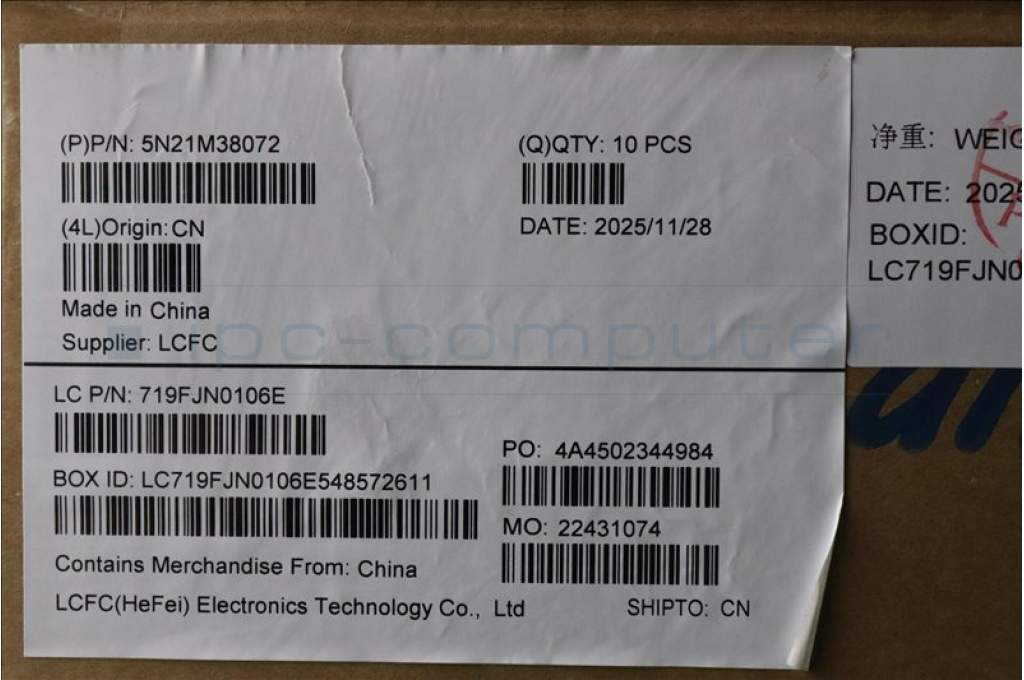 (P)P/N: 5N21M38072
(Q)QTY: 10 PCS
(4L)Origin: CN
DATE: 2025/11/28
Made in China
Supplier: LCFC
ipc-computer
LC P/N: 719FJN0106E
PO: 4A4502344984
BOX ID: LC719FJN0106E548572611
MO: 22431074
Contains Merchandise From: China
LCFC(HeFei) Electronics Technology Co., Ltd
SHIPTO: CN
净重:
DATE: 2025
BOXID:
LC719FJN0